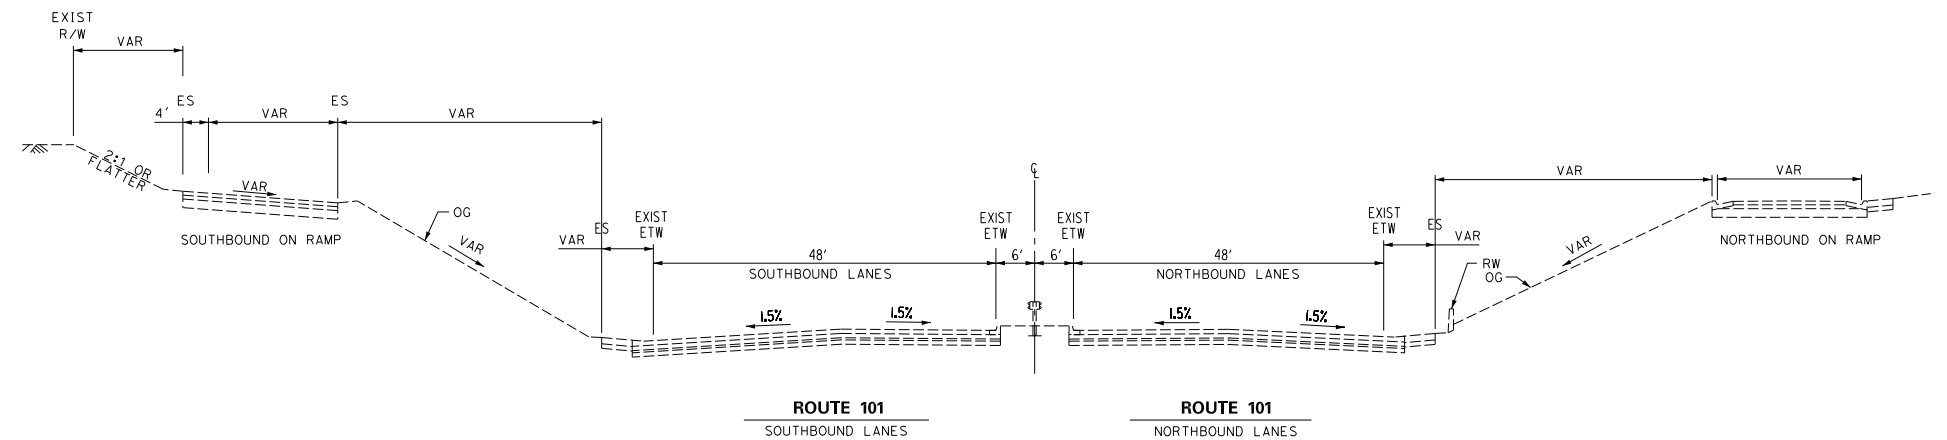 EXIST
R/W
VAR
4'
ES
VAR
ES
VAR
2:1 OR
FLATTER
VAR
SOUTHBOUND ON RAMP
OG
VAR
VAR
ES
EXIST
ETW
48'
SOUTHBOUND LANES
EXIST
ETW
6'
℄
6'
EXIST
ETW
48'
NORTHBOUND LANES
EXIST
ETW
ES
VAR
VAR
VAR
VAR
RW
OG
NORTHBOUND ON RAMP
1.5%
1.5%
1.5%
1.5%
ROUTE 101
SOUTHBOUND LANES
ROUTE 101
NORTHBOUND LANES